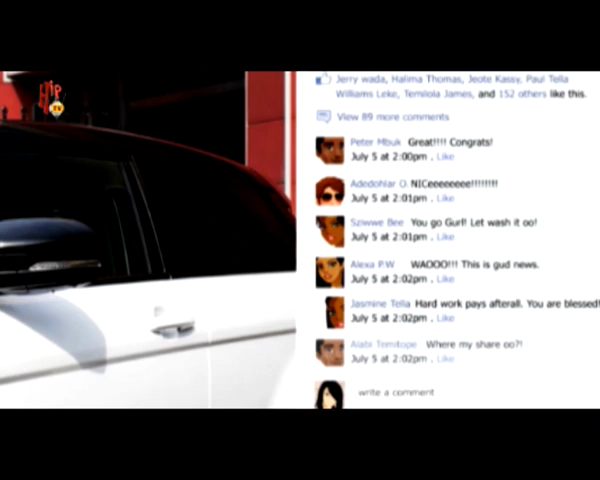 HiP
TV
Jerry wada, Halima Thomas, Jeote Kassy, Paul Tella
Williams Leke, Temilola James, and 152 others like this.
View 89 more comments
Peter Mbuk Great!!!! Congrats!
July 5 at 2:00pm . Like
Adedohlar O. NICeeeeeeee!!!!!!!!
July 5 at 2:01pm . Like
Sziwwe Bee You go Gurl! Let wash it oo!
July 5 at 2:01pm . Like
Alexa P.W WAOOO!!! This is gud news.
July 5 at 2:02pm . Like
Jasmine Tella Hard work pays afterall. You are blessed!
July 5 at 2:02pm . Like
Alabi Temitope Where my share oo?!
July 5 at 2:02pm . Like
write a comment